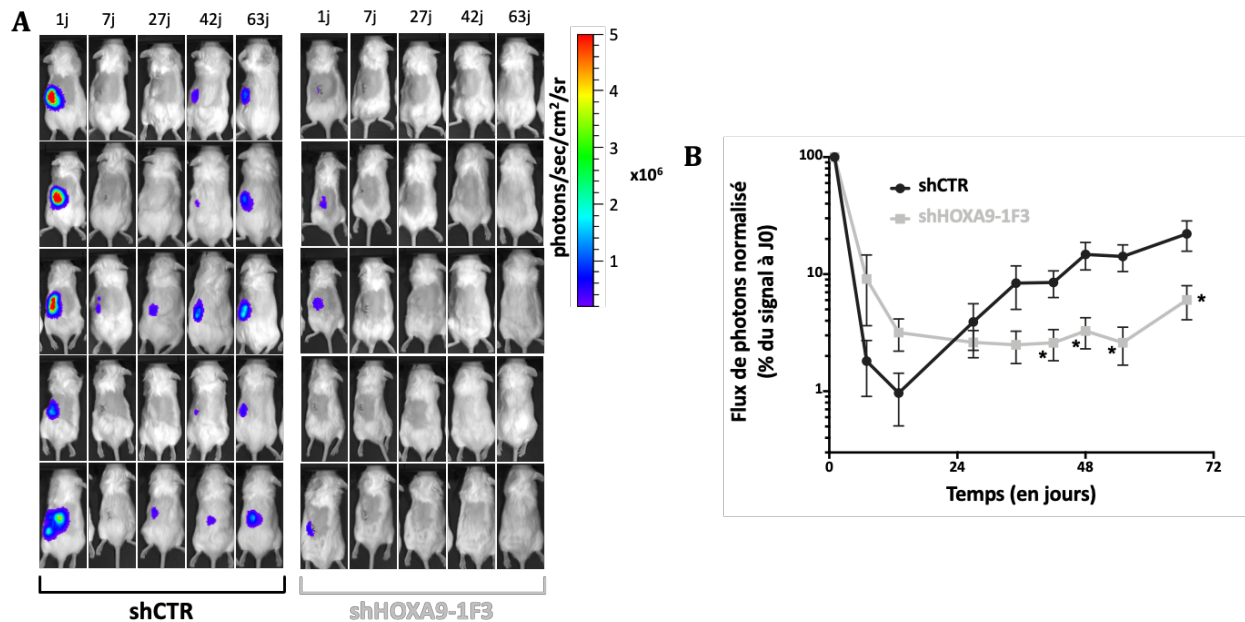 A
1j 7j 27j 42j 63j
1j 7j 27j 42j 63j
5
4
3
2
1
photons/sec/cm²/sr
x10⁶
shCTR
shHOXA9-1F3
B
100
10
1
Flux de photons normalisé
(% du signal à J0)
shCTR
shHOXA9-1F3
*
*
*
*
0 24 48 72
Temps (en jours)